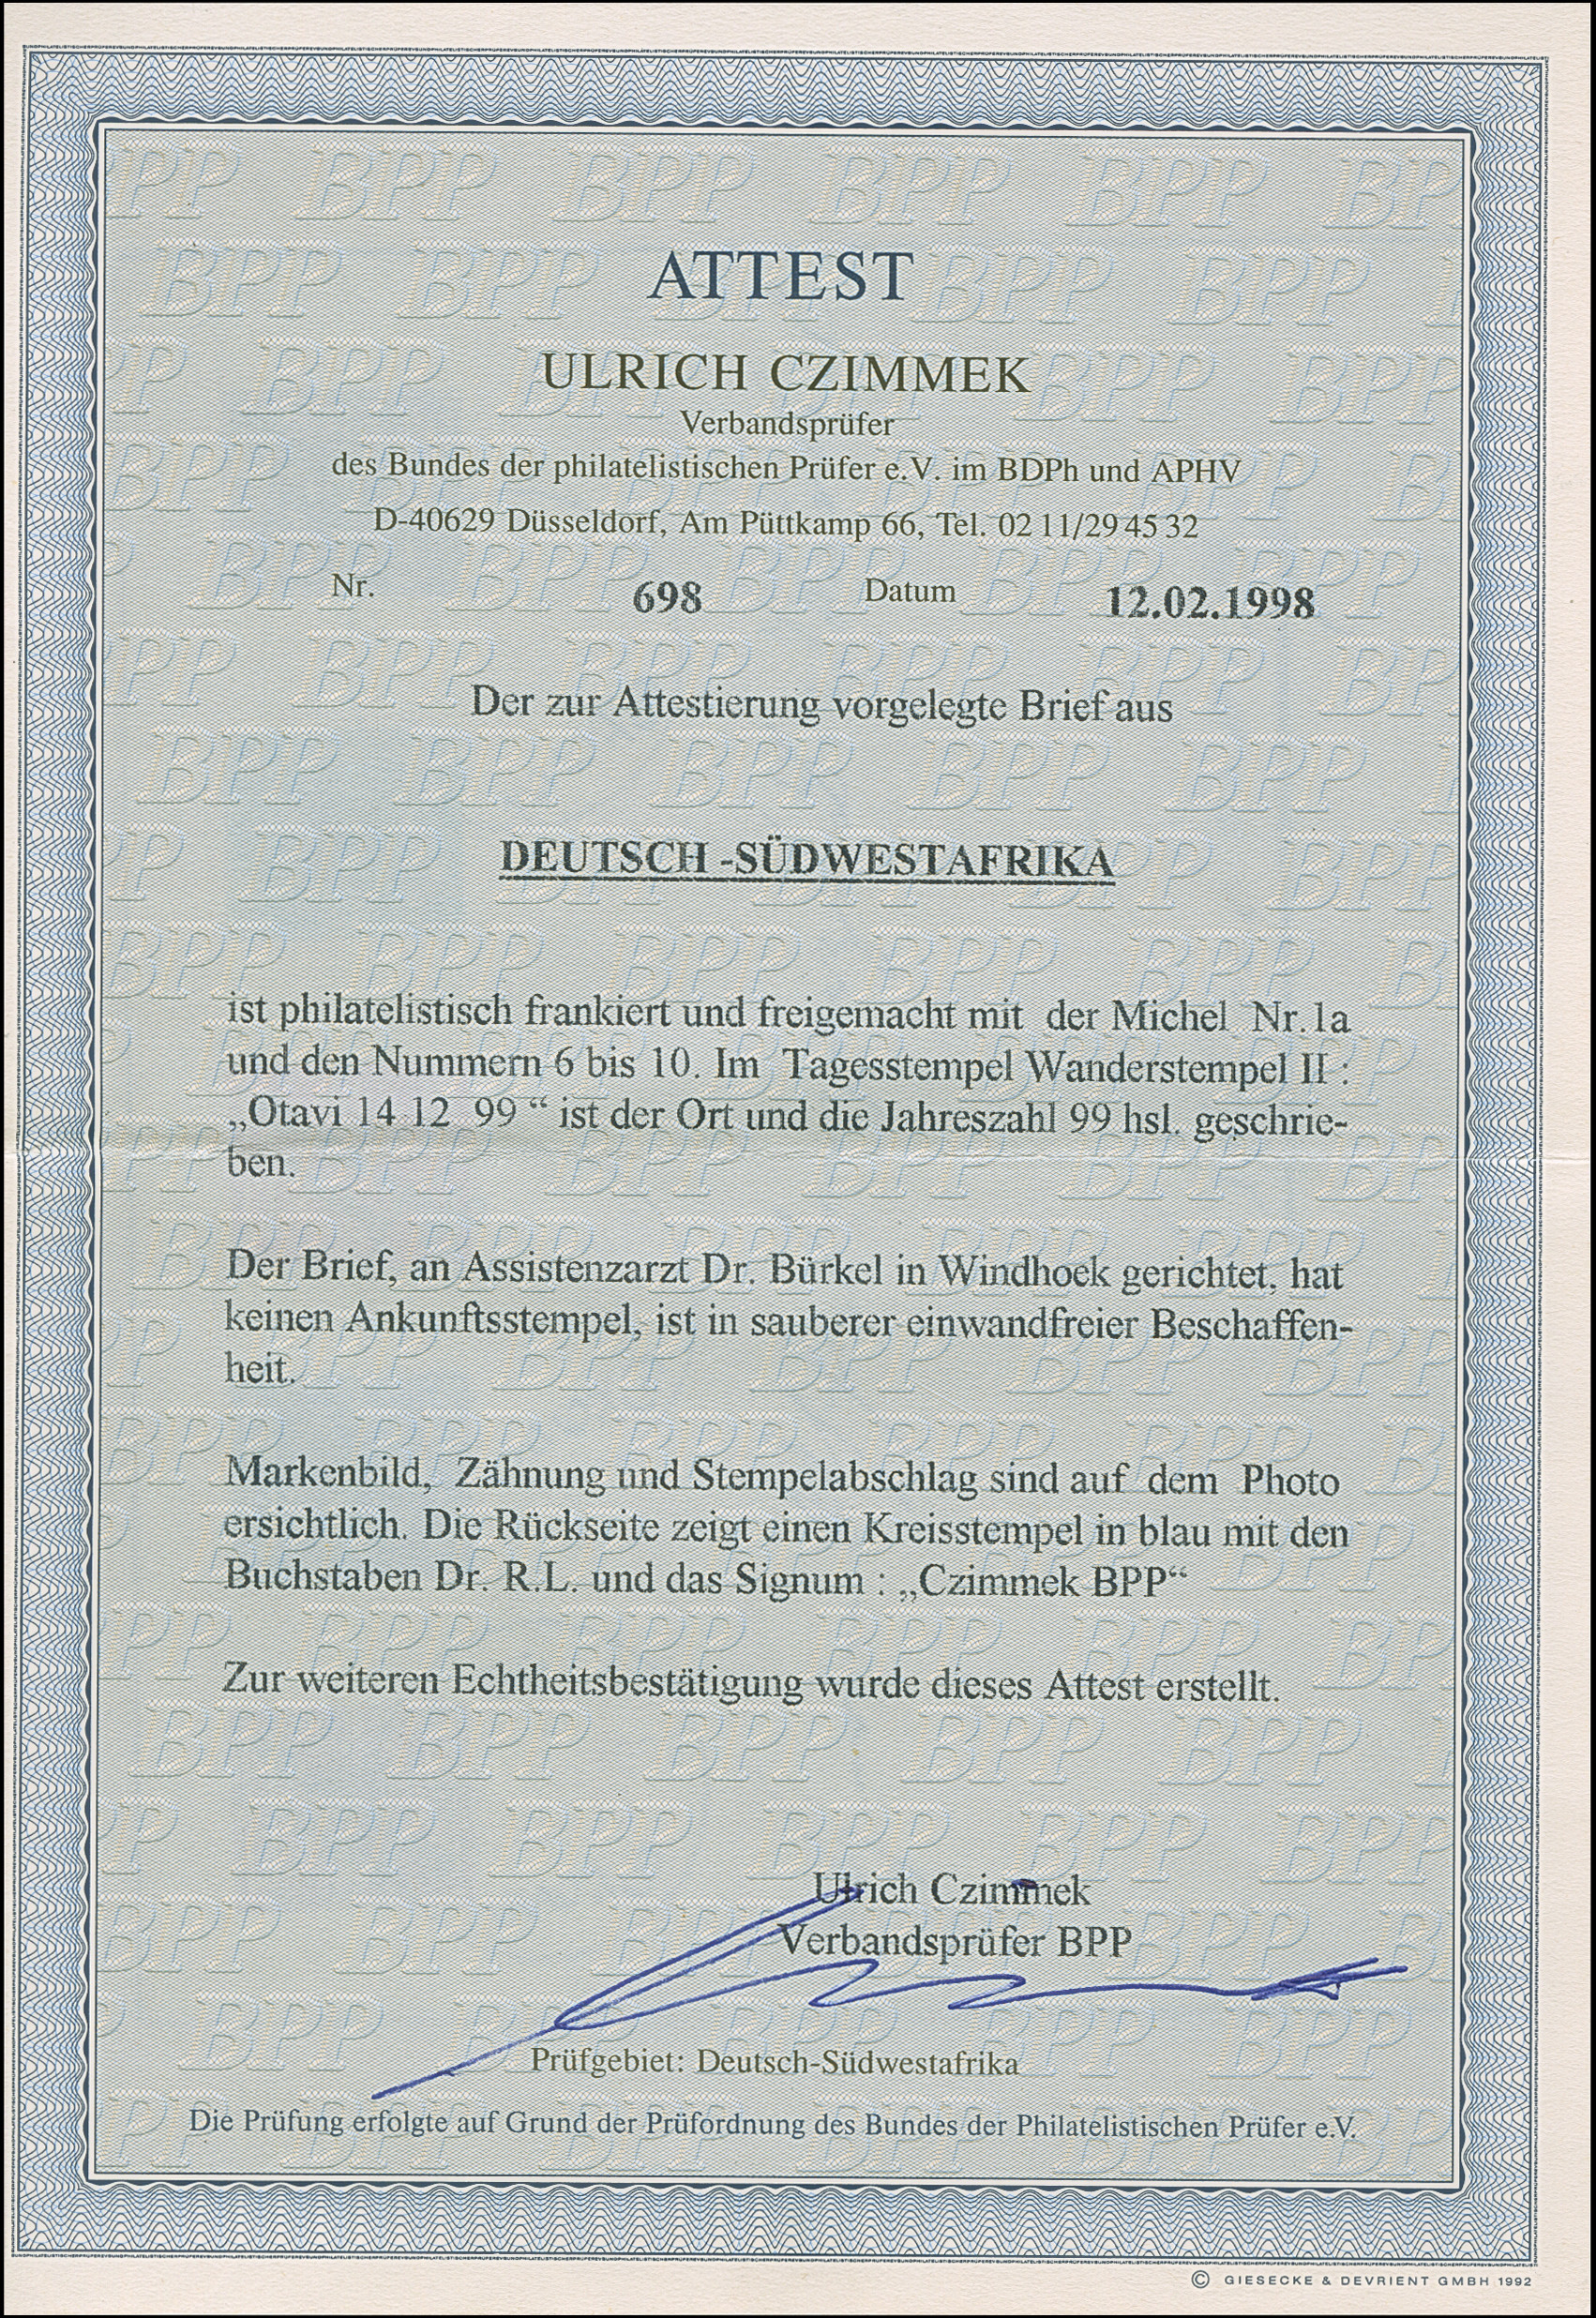 ATTEST
ULRICH CZIMMEK
Verbandsprüfer
des Bundes der philatelistischen Prüfer e.V. im BDPh und APHV
D-40629 Düsseldorf, Am Püttkamp 66, Tel. 02 11/29 45 32
Nr. 698 Datum 12.02.1998
Der zur Attestierung vorgelegte Brief aus
DEUTSCH -SÜDWESTAFRIKA
ist philatelistisch frankiert und freigemacht mit der Michel Nr.1a
und den Nummern 6 bis 10. Im Tagesstempel Wanderstempel II :
„Otavi 14 12 99 “ ist der Ort und die Jahreszahl 99 hsl. geschrie-
ben.
Der Brief, an Assistenzarzt Dr. Bürkel in Windhoek gerichtet, hat
keinen Ankunftsstempel, ist in sauberer einwandfreier Beschaffen-
heit.
Markenbild, Zähnung und Stempelabschlag sind auf dem Photo
ersichtlich. Die Rückseite zeigt einen Kreisstempel in blau mit den
Buchstaben Dr. R.L. und das Signum : „Czimmek BPP“
Zur weiteren Echtheitsbestätigung wurde dieses Attest erstellt.
Ulrich Czimmek
Verbandsprüfer BPP
Prüfgebiet: Deutsch-Südwestafrika
Die Prüfung erfolgte auf Grund der Prüfordnung des Bundes der Philatelistischen Prüfer e.V.
© GIESECKE & DEVRIENT GMBH 1992